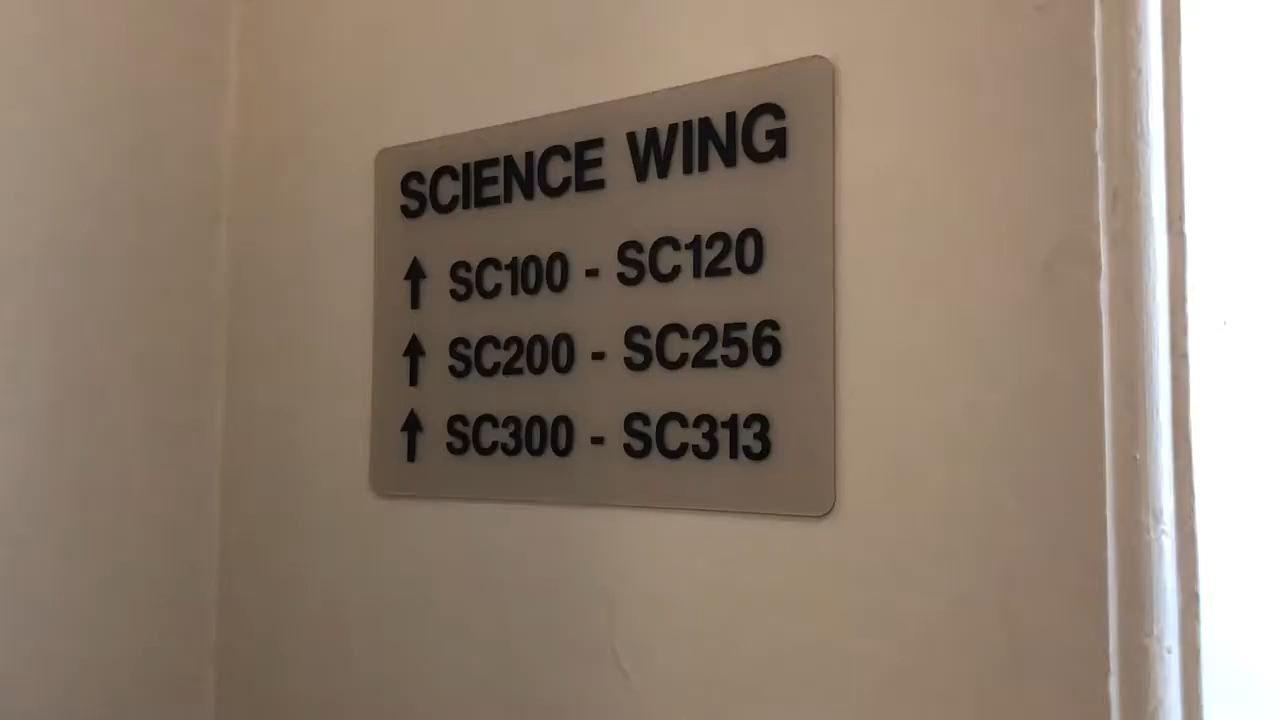 SCIENCE WING
↑ SC100 - SC120
↑ SC200 - SC256
↑ SC300 - SC313